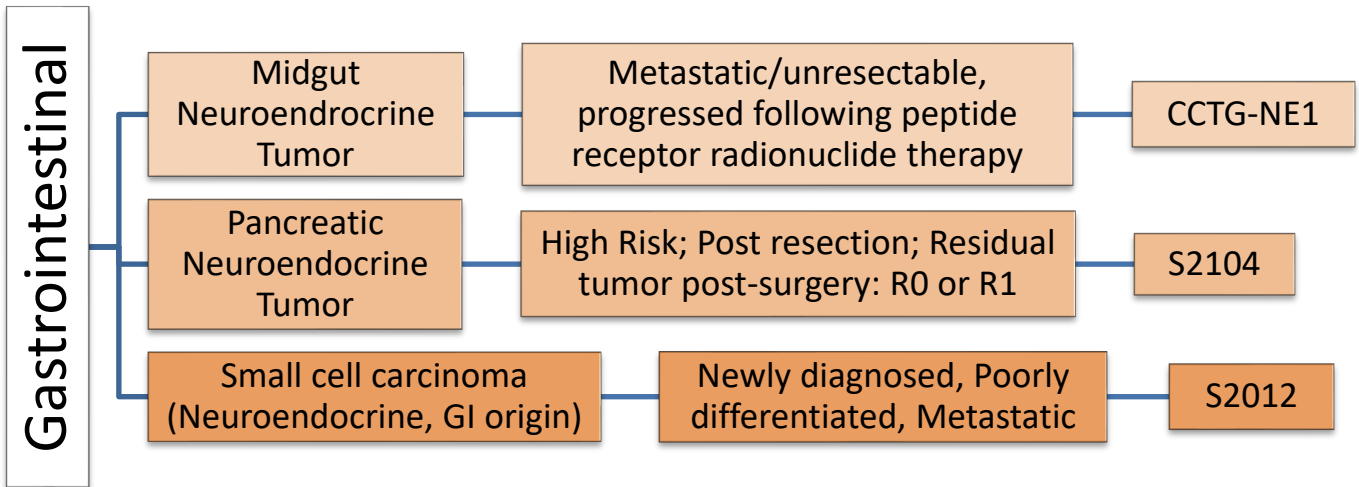 Gastrointestinal
Midgut
Neuroendrocrine
Tumor
Metastatic/unresectable,
progressed following peptide
receptor radionuclide therapy
CCTG-NE1
Pancreatic
Neuroendocrine
Tumor
High Risk; Post resection; Residual
tumor post-surgery: R0 or R1
S2104
Small cell carcinoma
(Neuroendocrine, GI origin)
Newly diagnosed, Poorly
differentiated, Metastatic
S2012